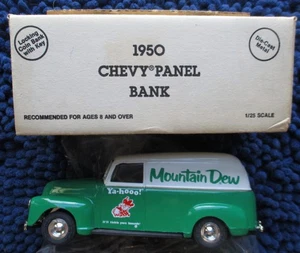 Locking
Coin Bank
with Key
1950
CHEVY® PANEL
BANK
Die-Cast
Metal
RECOMMENDED FOR AGES 8 AND OVER
1/25 SCALE
Ya-hooo!
Mountain Dew